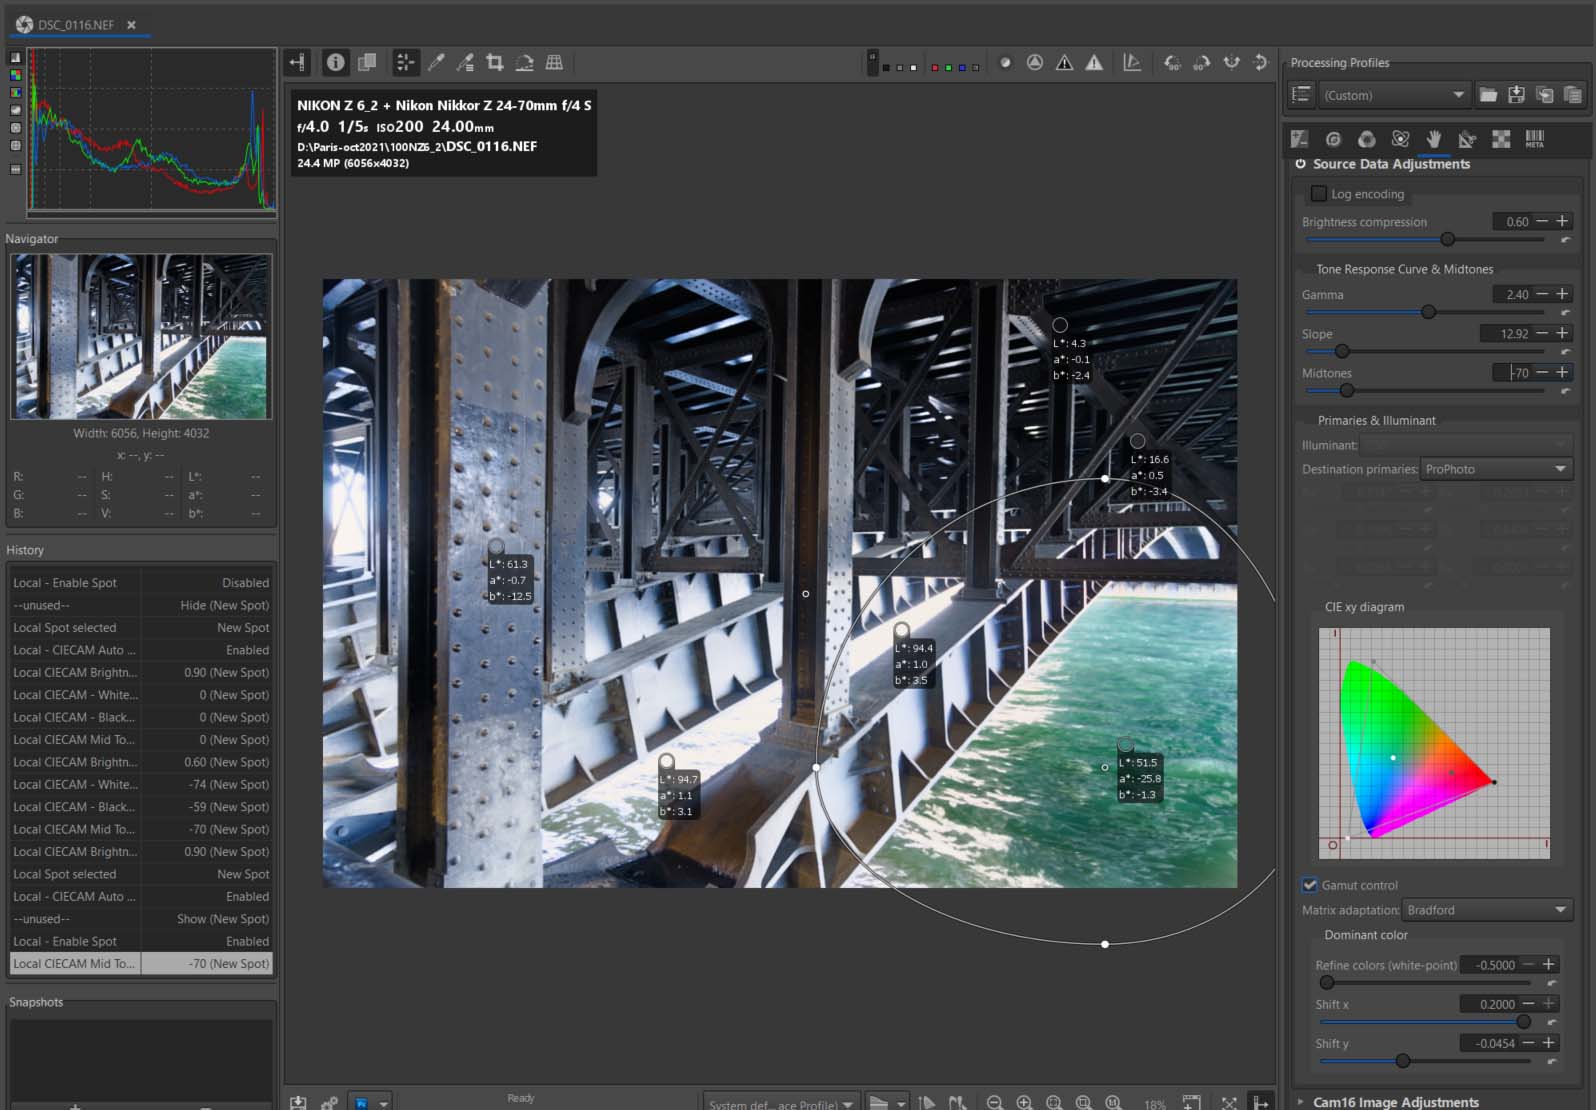 DSC_0116.NEF
Navigator
Width: 6056, Height: 4032
x: --, y: --
R: -- H: -- L*: --
G: -- S: -- a*: --
B: -- V: -- b*: --
History
Local - Enable Spot Disabled
--unused-- Hide (New Spot)
Local Spot selected New Spot
Local - CIECAM Auto ... Enabled
Local CIECAM Brightn... 0.90 (New Spot)
Local CIECAM - White... 0 (New Spot)
Local CIECAM - Black... 0 (New Spot)
Local CIECAM Mid To... 0 (New Spot)
Local CIECAM Brightn... 0.60 (New Spot)
Local CIECAM - White... -74 (New Spot)
Local CIECAM - Black... -59 (New Spot)
Local CIECAM Mid To... -70 (New Spot)
Local CIECAM Brightn... 0.90 (New Spot)
Local Spot selected New Spot
Local - CIECAM Auto ... Enabled
--unused-- Show (New Spot)
Local - Enable Spot Enabled
Local CIECAM Mid To... -70 (New Spot)
Snapshots
NIKON Z 6_2 + Nikon Nikkor Z 24-70mm f/4 S
f/4.0 1/5s ISO200 24.00mm
D:\Paris-oct2021\100NZ6_2\DSC_0116.NEF
24.4 MP (6056x4032)
L*: 4.3
a*: -0.1
b*: -2.4
L*: 16.6
a*: 0.5
b*: -3.4
L*: 61.3
a*: -0.7
b*: -12.5
L*: 94.4
a*: 1.0
b*: 3.5
L*: 94.7
a*: 1.1
b*: 3.1
L*: 51.5
a*: -25.8
b*: -1.3
Ready
System def... ace Profile)
18%
Processing Profiles
(Custom)
META
Source Data Adjustments
Log encoding
Brightness compression 0.60
Tone Response Curve & Midtones
Gamma 2.40
Slope 12.92
Midtones -70
Primaries & Illuminant
Illuminant:
Destination primaries: ProPhoto
CIE xy diagram
Gamut control
Matrix adaptation: Bradford
Dominant color
Refine colors (white-point) -0.5000
Shift x 0.2000
Shift y -0.0454
Cam16 Image Adjustments